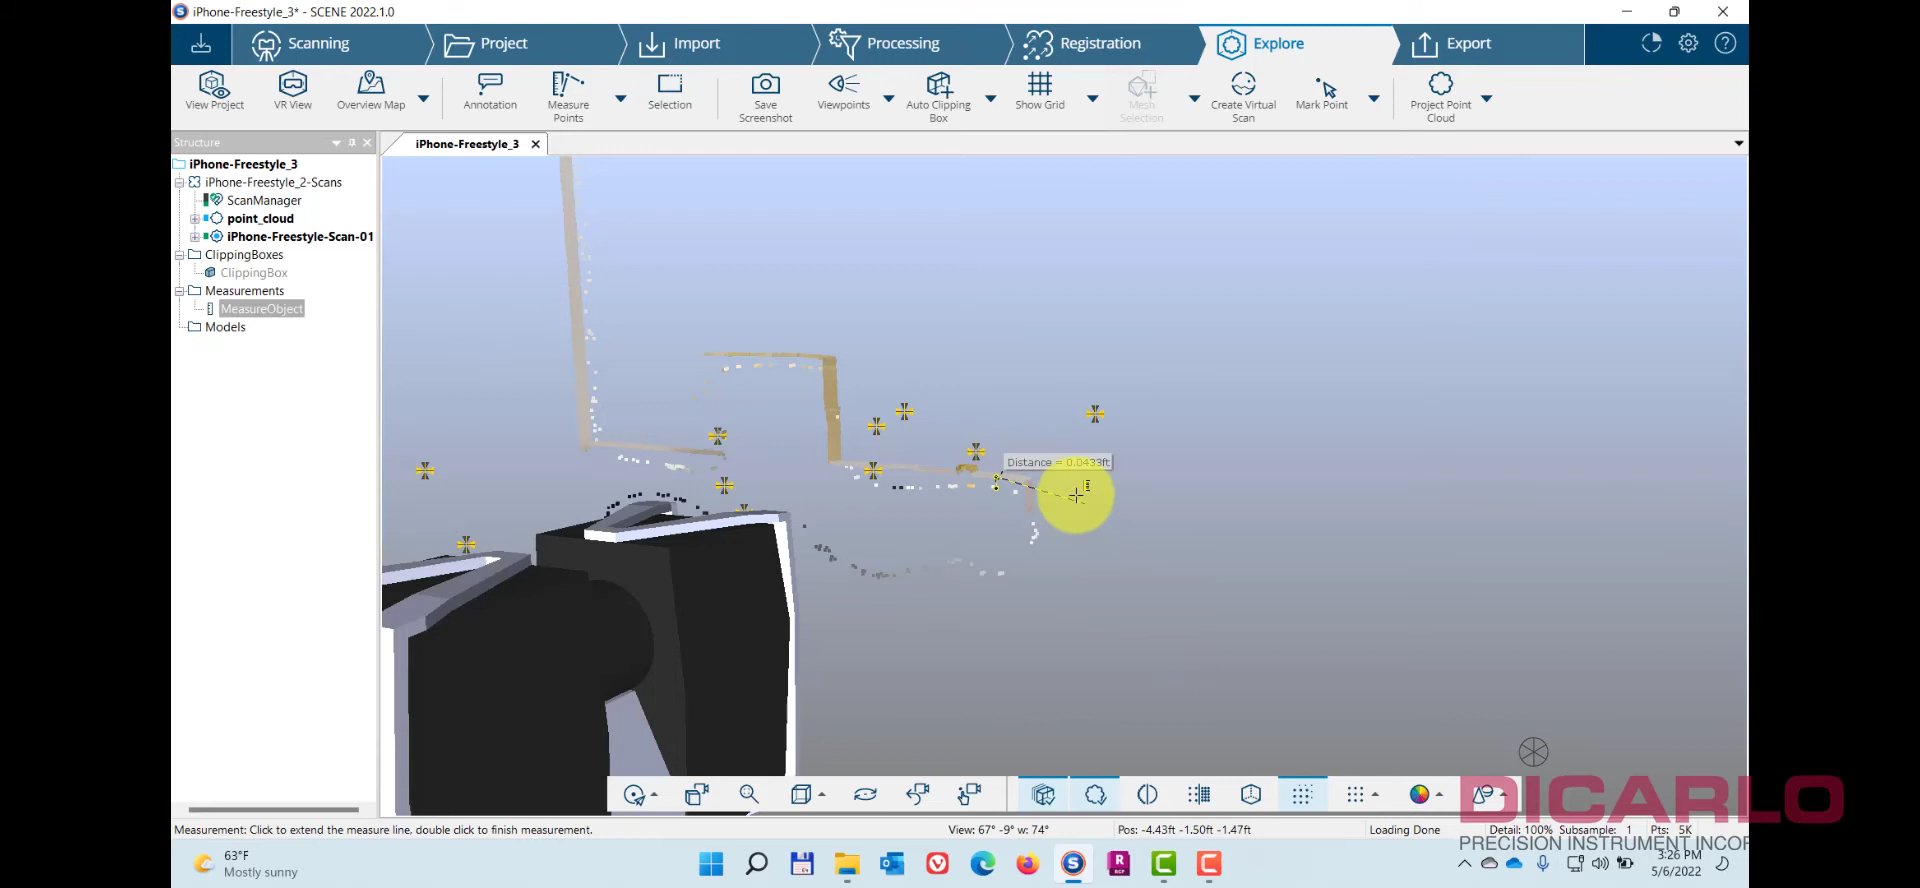 iPhone-Freestyle_3* - SCENE 2022.1.0
Scanning
Project
Import
Processing
Registration
Explore
Export
View Project
VR View
Overview Map
Annotation
Measure Points
Selection
Save Screenshot
Viewpoints
Auto Clipping Box
Show Grid
Mesh Selection
Create Virtual Scan
Mark Point
Project Point Cloud
Structure
iPhone-Freestyle_3
iPhone-Freestyle_3
iPhone-Freestyle_2-Scans
ScanManager
point_cloud
iPhone-Freestyle-Scan-01
ClippingBoxes
ClippingBox
Measurements
MeasureObject
Models
Distance = 0.0433ft
DICARLO
PRECISION INSTRUMENT INCOR
Measurement: Click to extend the measure line, double click to finish measurement.
View: 67° -9° w: 74°
Pos: -4.43ft -1.50ft -1.47ft
Loading Done
Detail: 100%
Subsample: 1
Pts: 5K
63°F
Mostly sunny
3:26 PM
5/6/2022